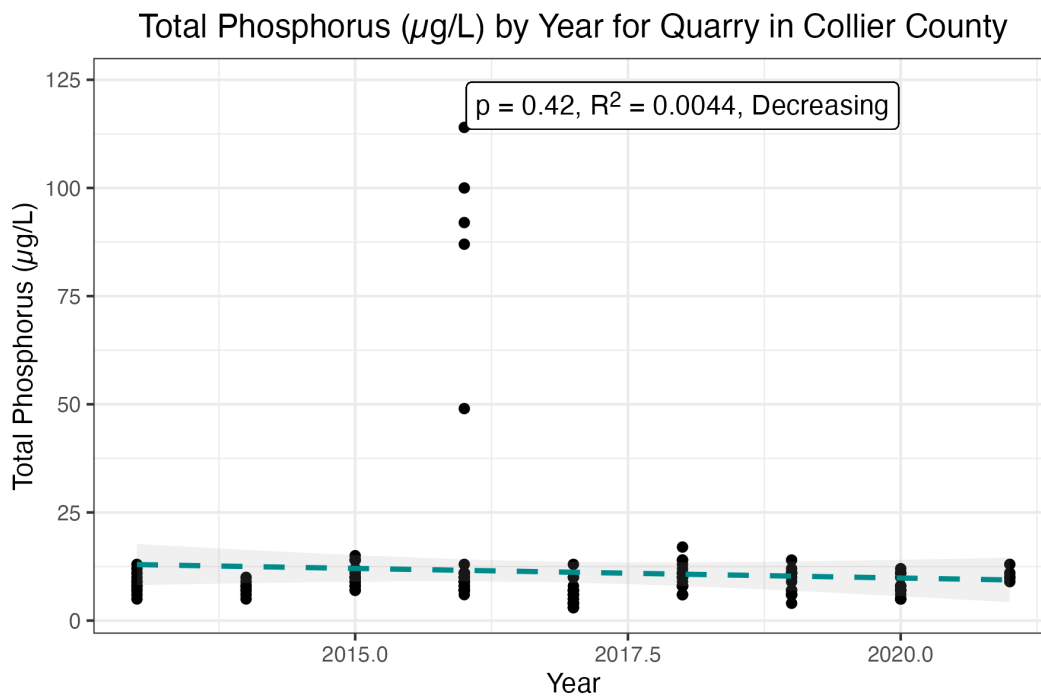 Total Phosphorus (µg/L) by Year for Quarry in Collier County
125
p = 0.42, R² = 0.0044, Decreasing
100
75
50
25
0
Total Phosphorus (µg/L)
2015.0 2017.5 2020.0
Year